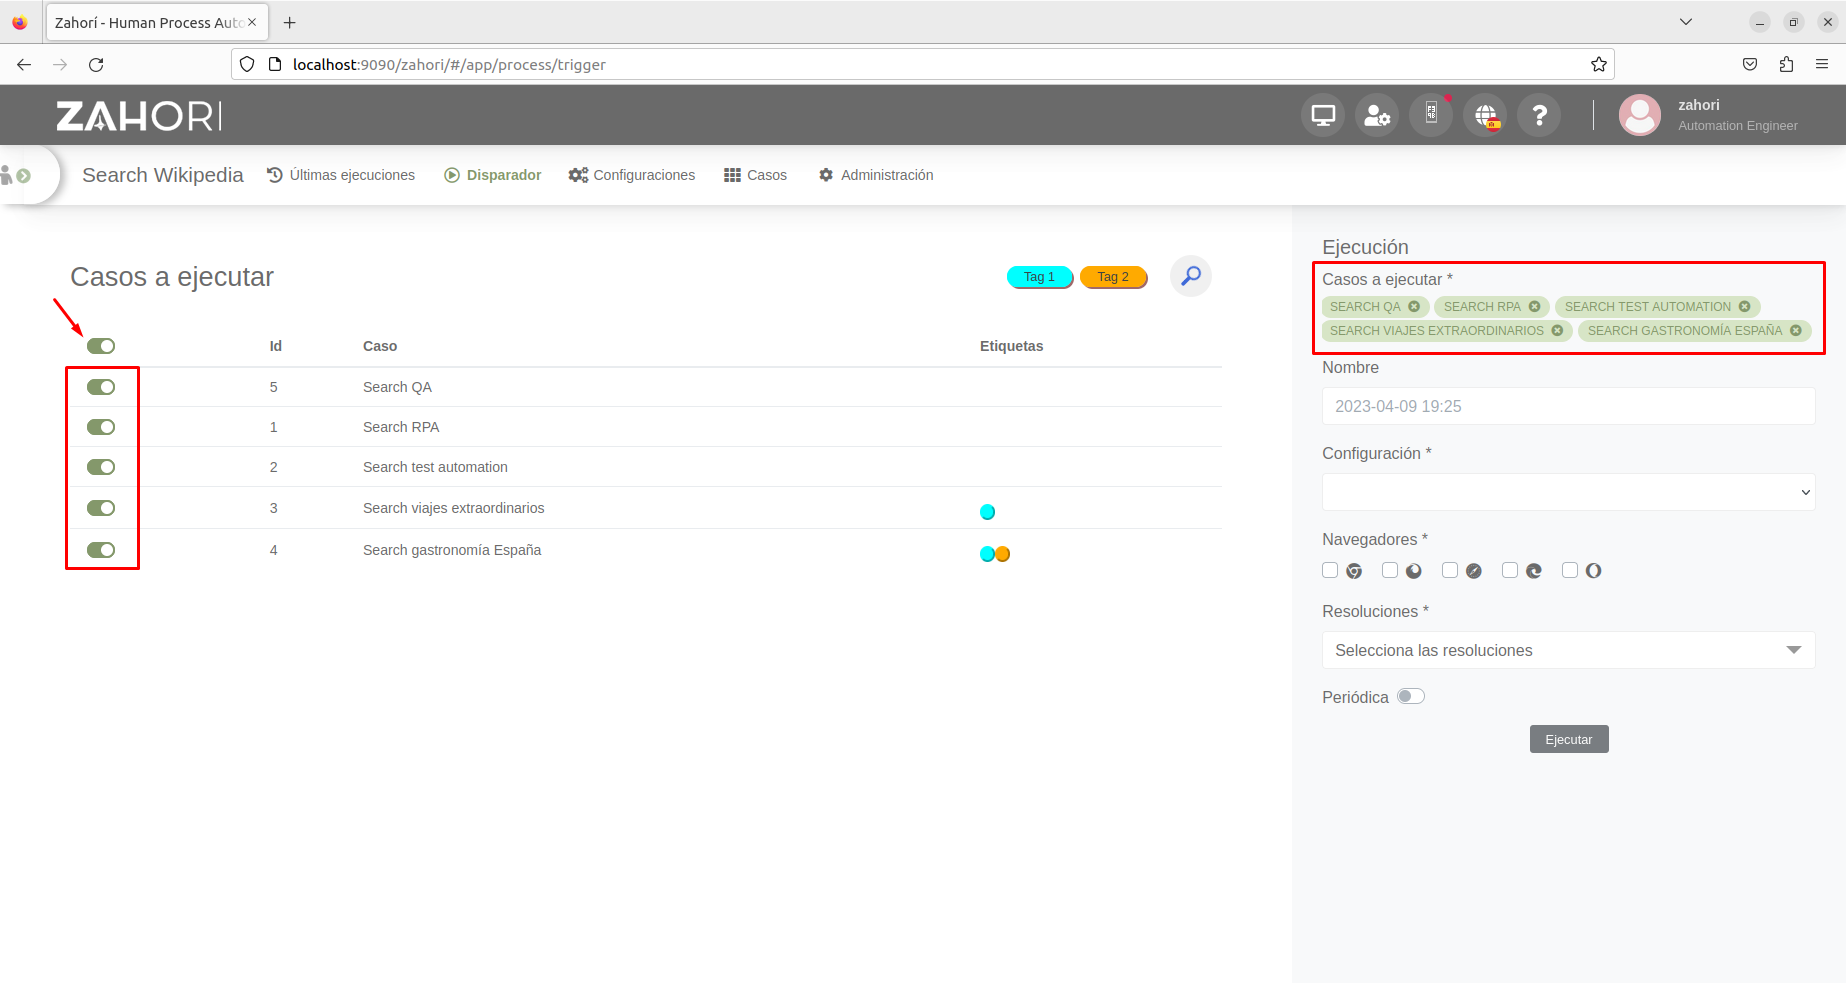 Zahorí - Human Process Auto
localhost:9090/zahori/#/app/process/trigger
ZAHORI
zahori
Automation Engineer
Search Wikipedia
Últimas ejecuciones
Disparador
Configuraciones
Casos
Administración
Casos a ejecutar
Tag 1
Tag 2
Id Caso Etiquetas
5 Search QA
1 Search RPA
2 Search test automation
3 Search viajes extraordinarios
4 Search gastronomía España
Ejecución
Casos a ejecutar *
SEARCH QA SEARCH RPA SEARCH TEST AUTOMATION
SEARCH VIAJES EXTRAORDINARIOS SEARCH GASTRONOMÍA ESPAÑA
Nombre
2023-04-09 19:25
Configuración *
Navegadores *
Resoluciones *
Selecciona las resoluciones
Periódica
Ejecutar